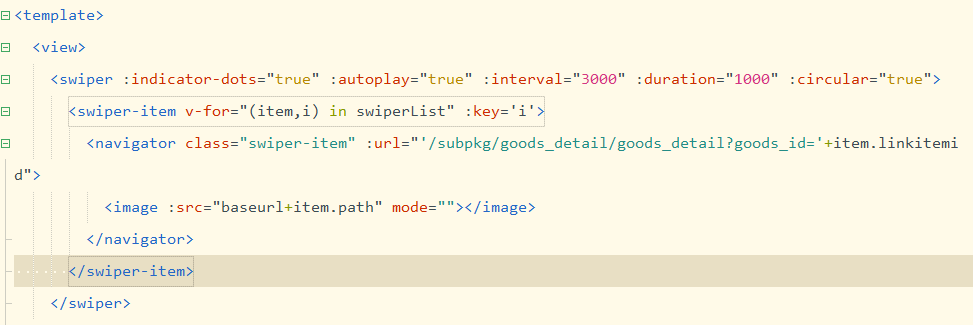 <template>
<view>
<swiper :indicator-dots="true" :autoplay="true" :interval="3000" :duration="1000" :circular="true">
<swiper-item v-for="(item,i) in swiperList" :key='i'>
<navigator class="swiper-item" :url="'/subpkg/goods_detail/goods_detail?goods_id='+item.linkitemi
d">
<image :src="baseurl+item.path" mode=""></image>
</navigator>
</swiper-item>
</swiper>